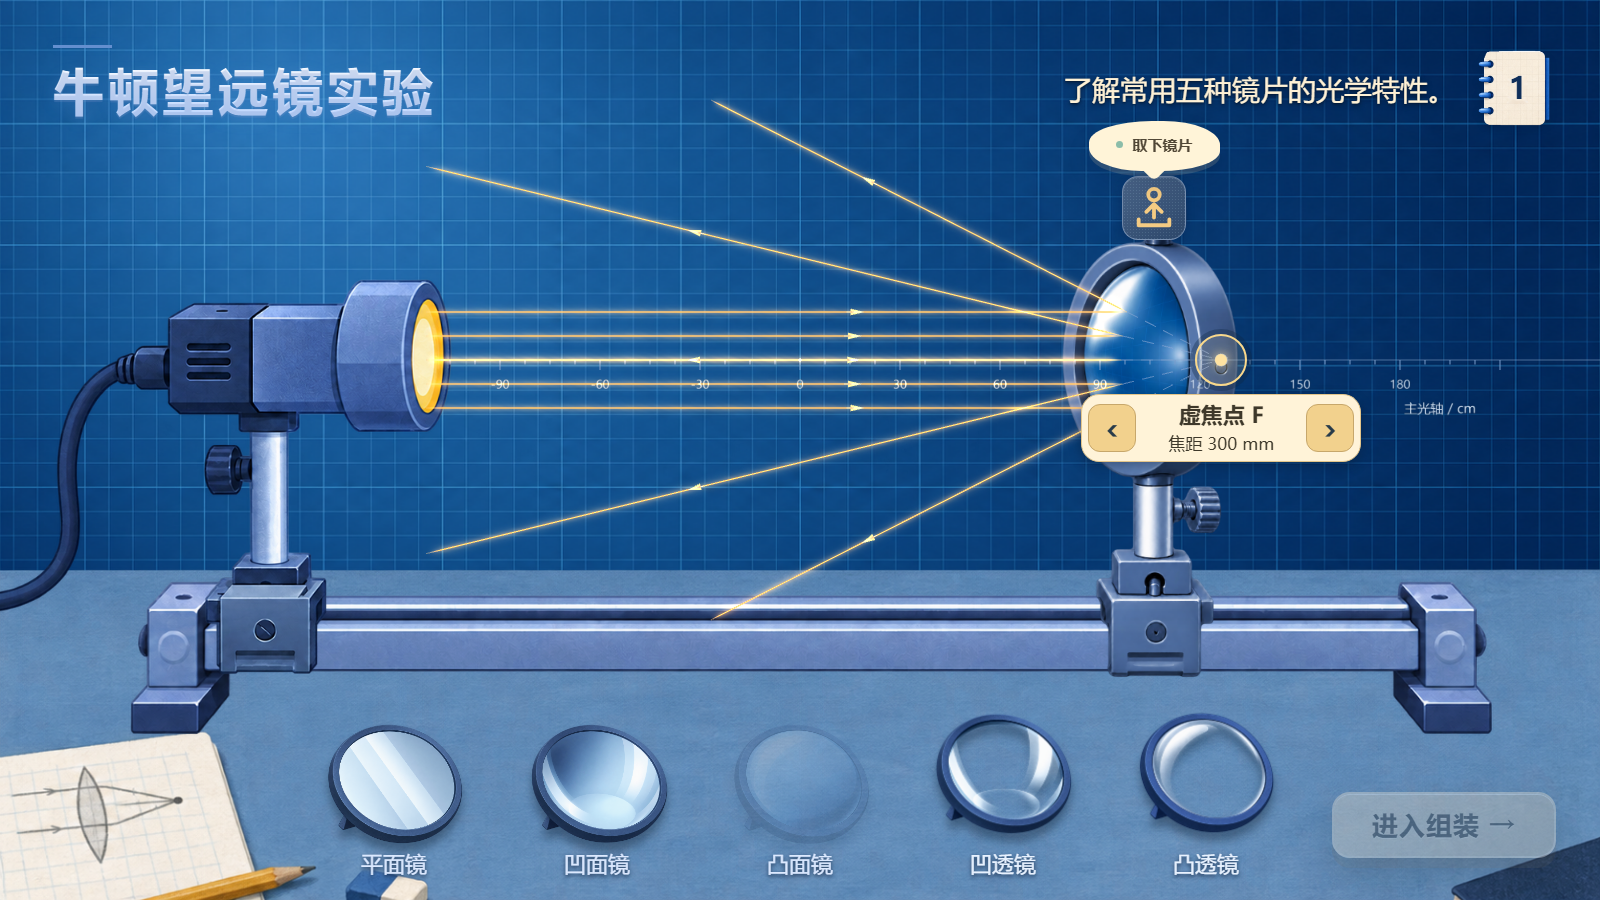 牛顿望远镜实验
了解常用五种镜片的光学特性。
1
取下镜片
-90 -60 -30 0 30 60 90 120 150 180
主光轴 / cm
虚焦点 F
焦距 300 mm
平面镜
凹面镜
凸面镜
凹透镜
凸透镜
进入组装 →